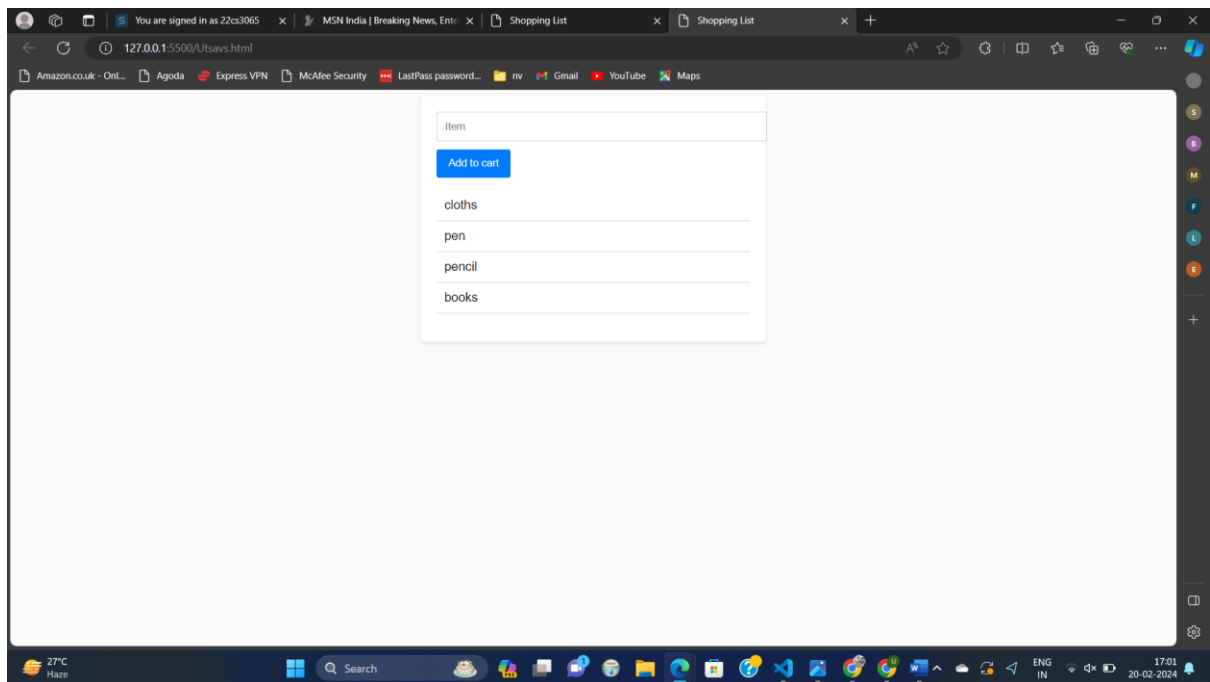 You are signed in as 22cs3065
MSN India | Breaking News, Ente
Shopping List
Shopping List
127.0.0.1:5500/Utsavs.html
Amazon.co.uk - Onl...
Agoda
Express VPN
McAfee Security
LastPass password...
nv
Gmail
YouTube
Maps
Item
Add to cart
cloths
pen
pencil
books
S
B
M
F
L
E
27°C
Haze
Search
ENG
IN
17:01
20-02-2024